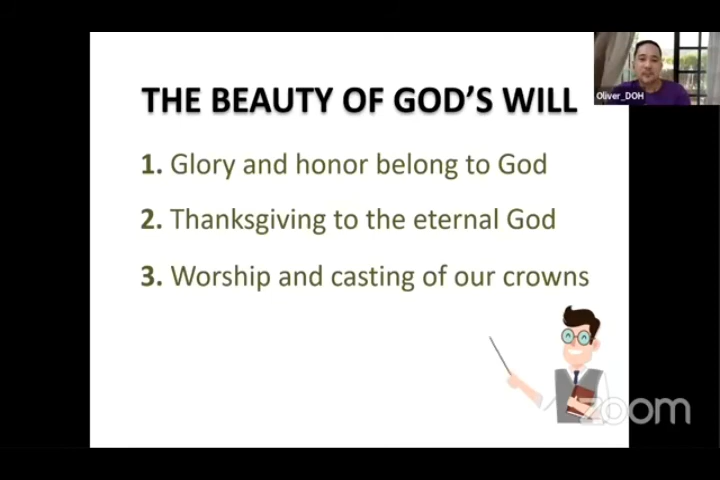 THE BEAUTY OF GOD'S WILL
Oliver_DOH
1. Glory and honor belong to God
2. Thanksgiving to the eternal God
3. Worship and casting of our crowns
zoom